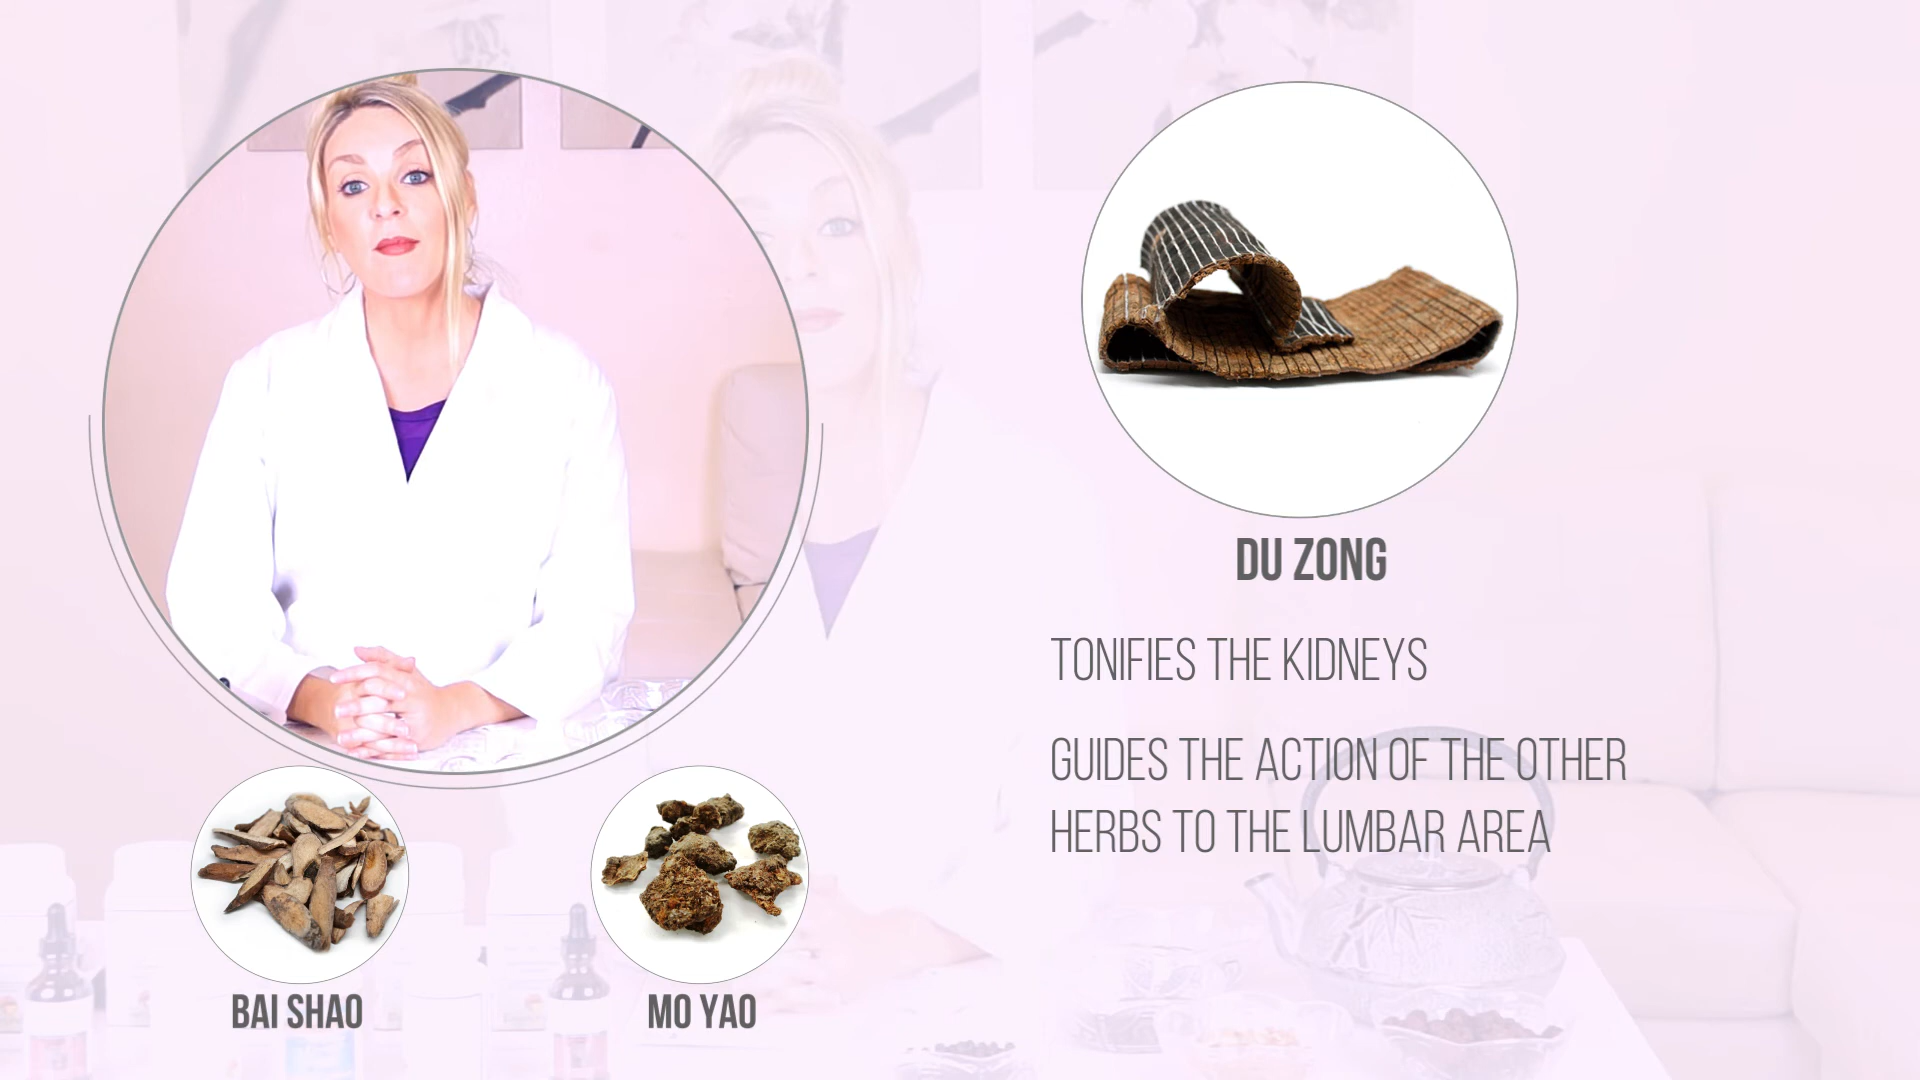 DU ZONG
TONIFIES THE KIDNEYS
GUIDES THE ACTION OF THE OTHER
HERBS TO THE LUMBAR AREA
BAI SHAO
MO YAO